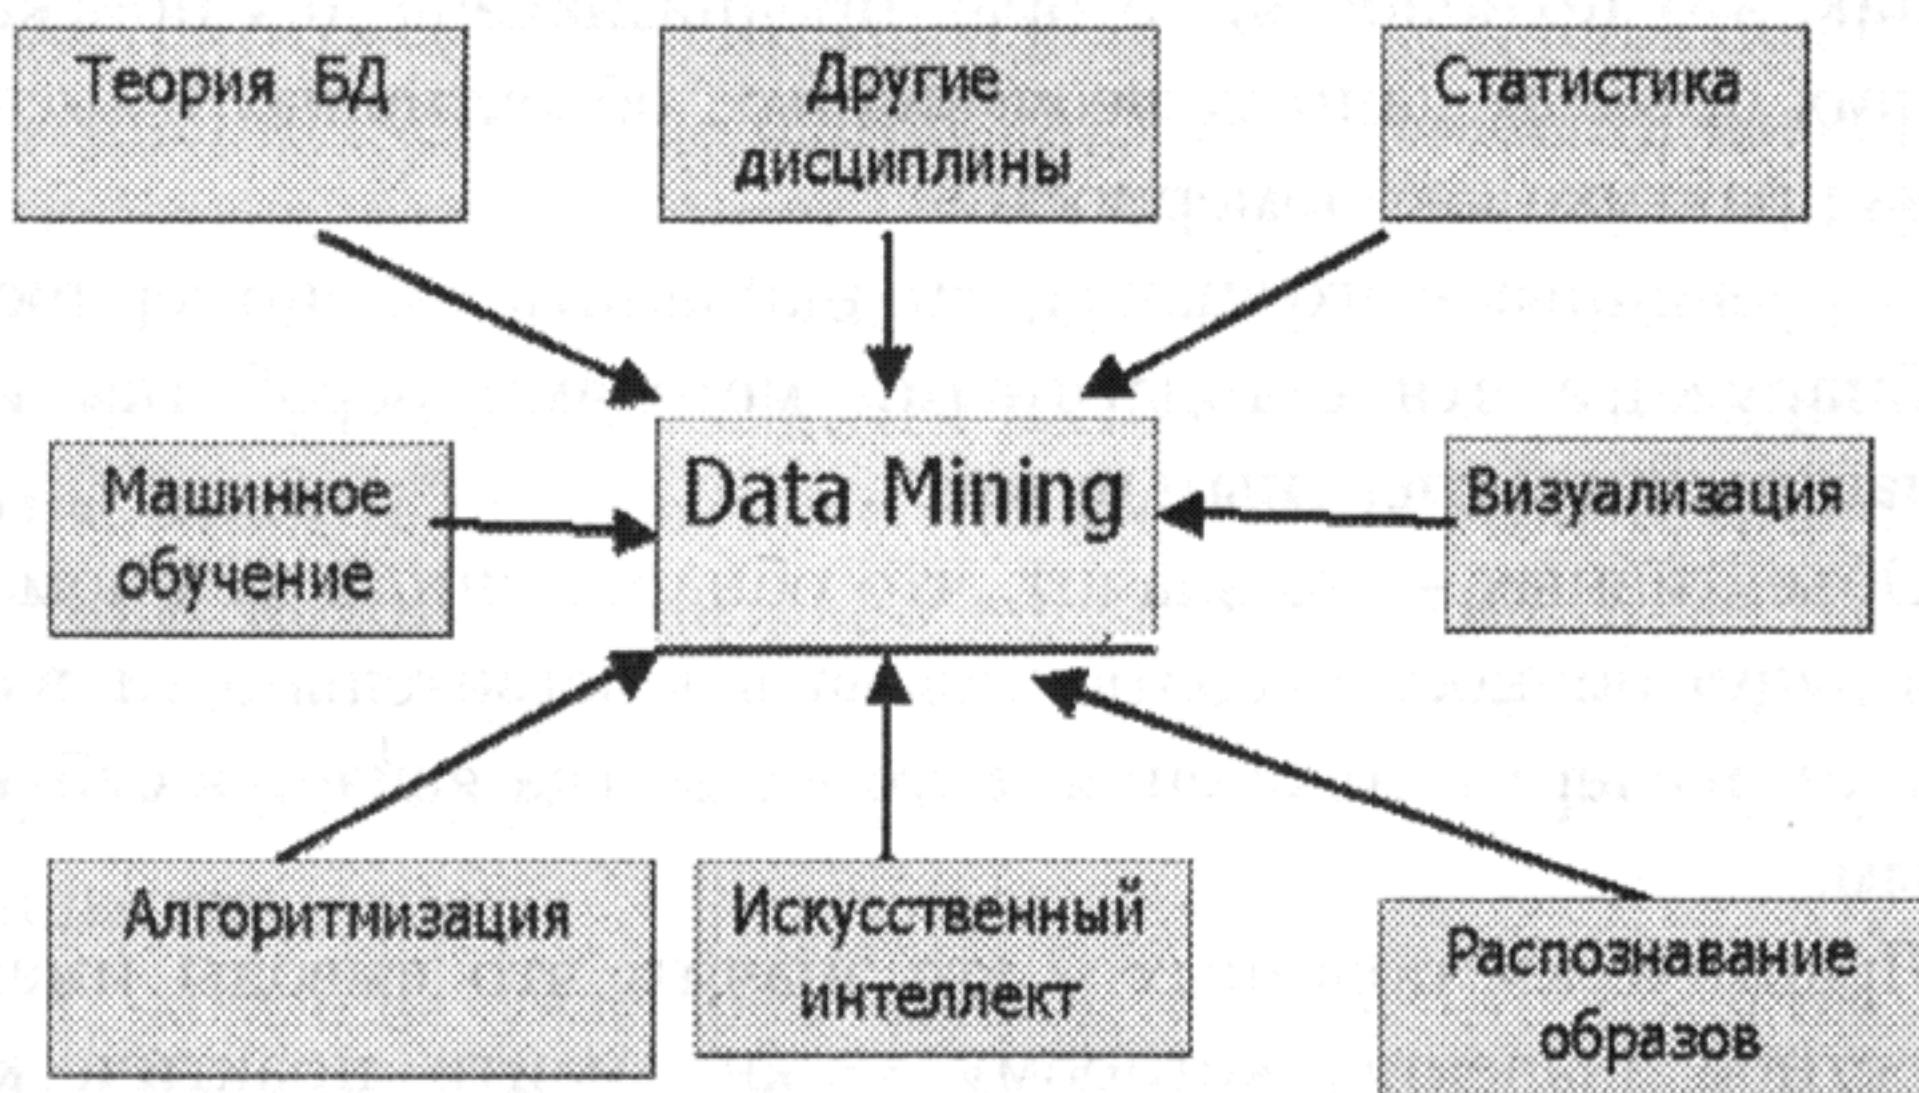 Теория БД
Другие
дисциплины
Статистика
Машинное
обучение
Data Mining
Визуализация
Алгоритмизация
Искусственный
интеллект
Распознавание
образов